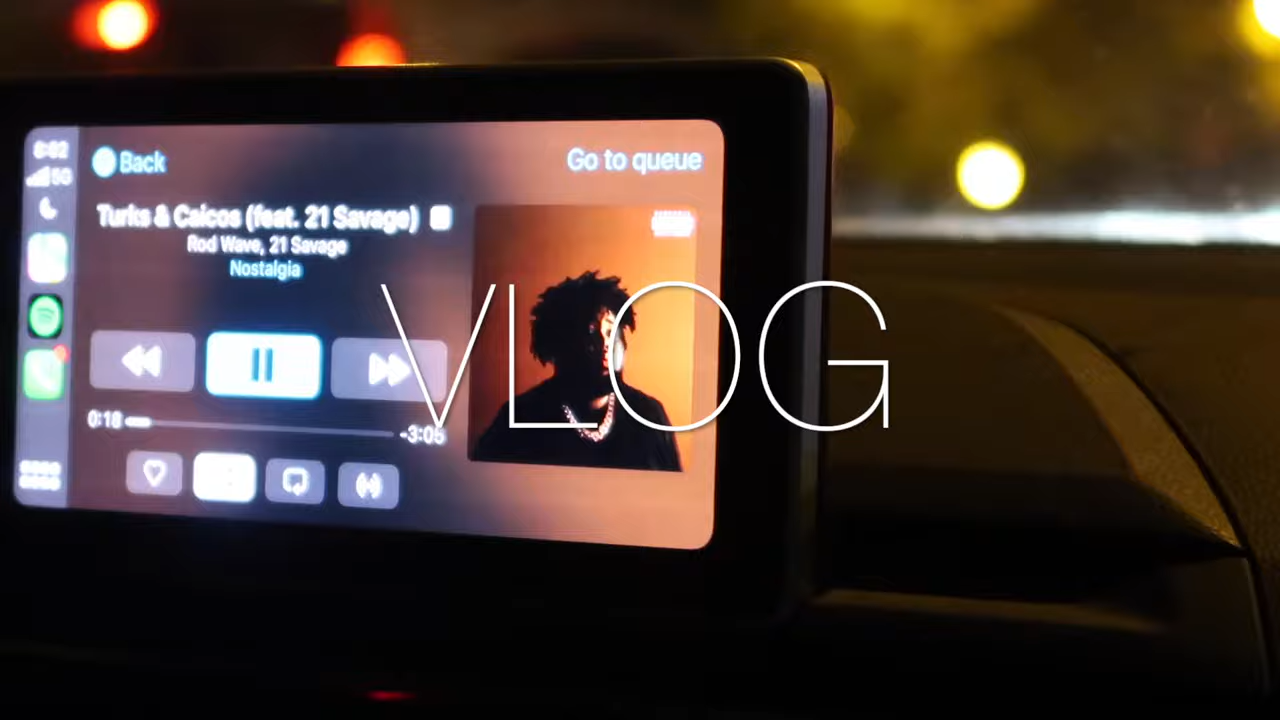 5G
Back
Go to queue
Turks & Caicos (feat. 21 Savage)
Rod Wave, 21 Savage
Nostalgia
VLOG
0:18
-3:05